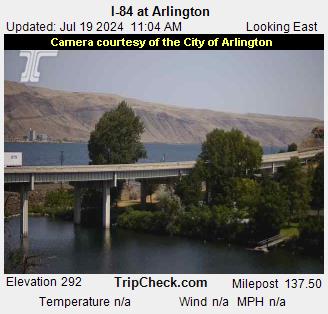 I-84 at Arlington
Updated: Jul 19 2024 11:04 AM Looking East
Camera courtesy of the City of Arlington
Elevation 292 TripCheck.com Milepost 137.50
Temperature n/a Wind n/a MPH n/a